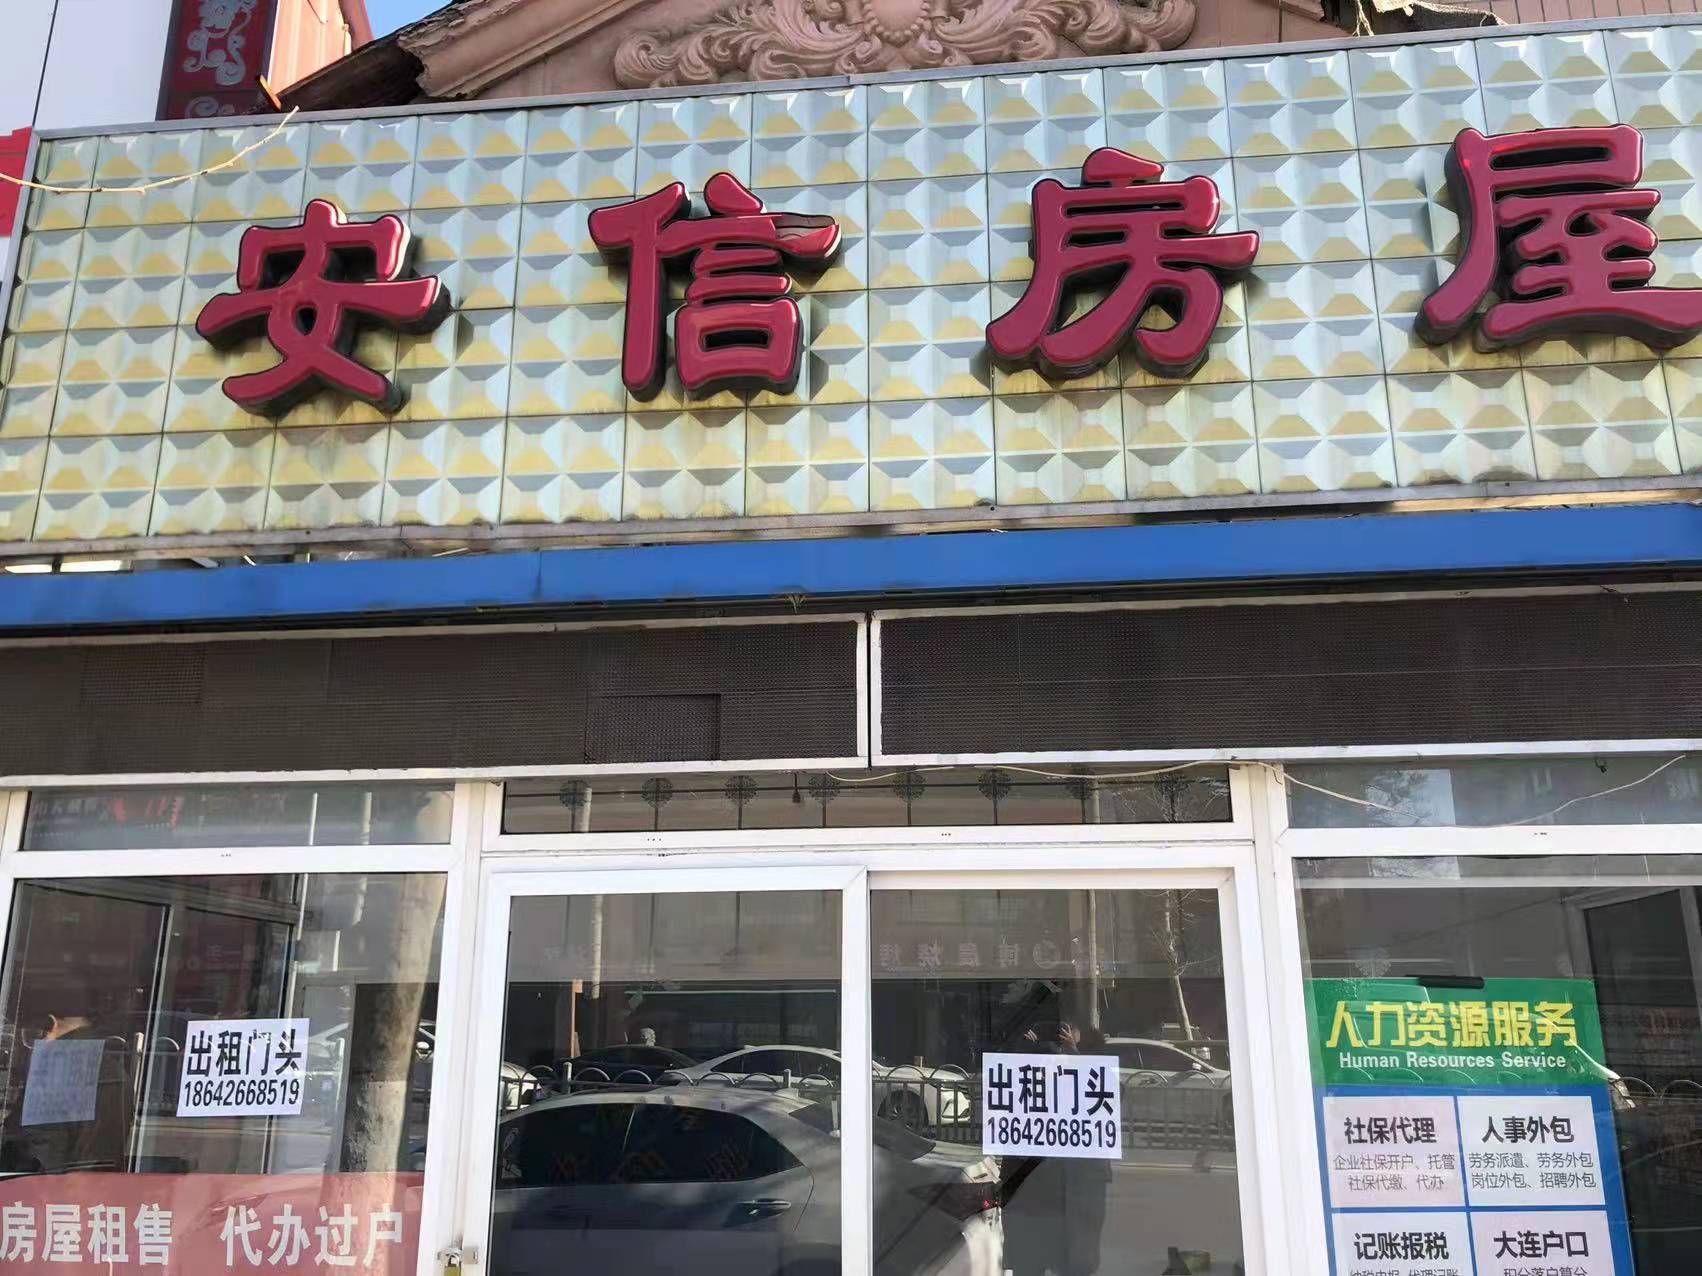 安信房屋
出租门头
18642668519
出租门头
18642668519
人力资源服务
Human Resources Service
社保代理
企业社保开户、托管
社保代缴、代办
人事外包
劳务派遣、劳务外包
岗位外包、招聘外包
记账报税
大连户口
房屋租售 代办过户